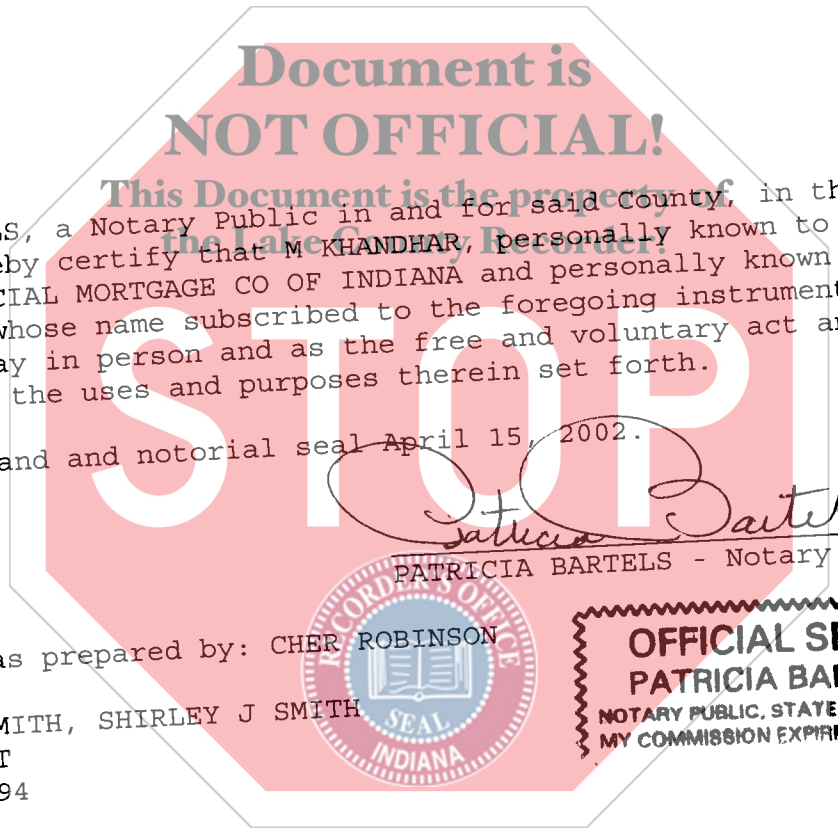 Document is
NOT OFFICIAL!
This Document is the property of
the Lake County Recorder!
STOP
LS, a Notary Public in and for said County, in th
eby certify that M KHANDHAR, personally known to
CIAL MORTGAGE CO OF INDIANA and personally known
whose name subscribed to the foregoing instrument
ay in person and as the free and voluntary act a
the uses and purposes therein set forth.
and and notorial seal April 15, 2002.
Patricia Bartel
PATRICIA BARTELS - Notary
as prepared by: CHER ROBINSON
MITH, SHIRLEY J SMITH
T
94
RECORDER'S OFFICE
SEAL
INDIANA
OFFICIAL SE
PATRICIA BA
NOTARY PUBLIC, STATE
MY COMMISSION EXPIR